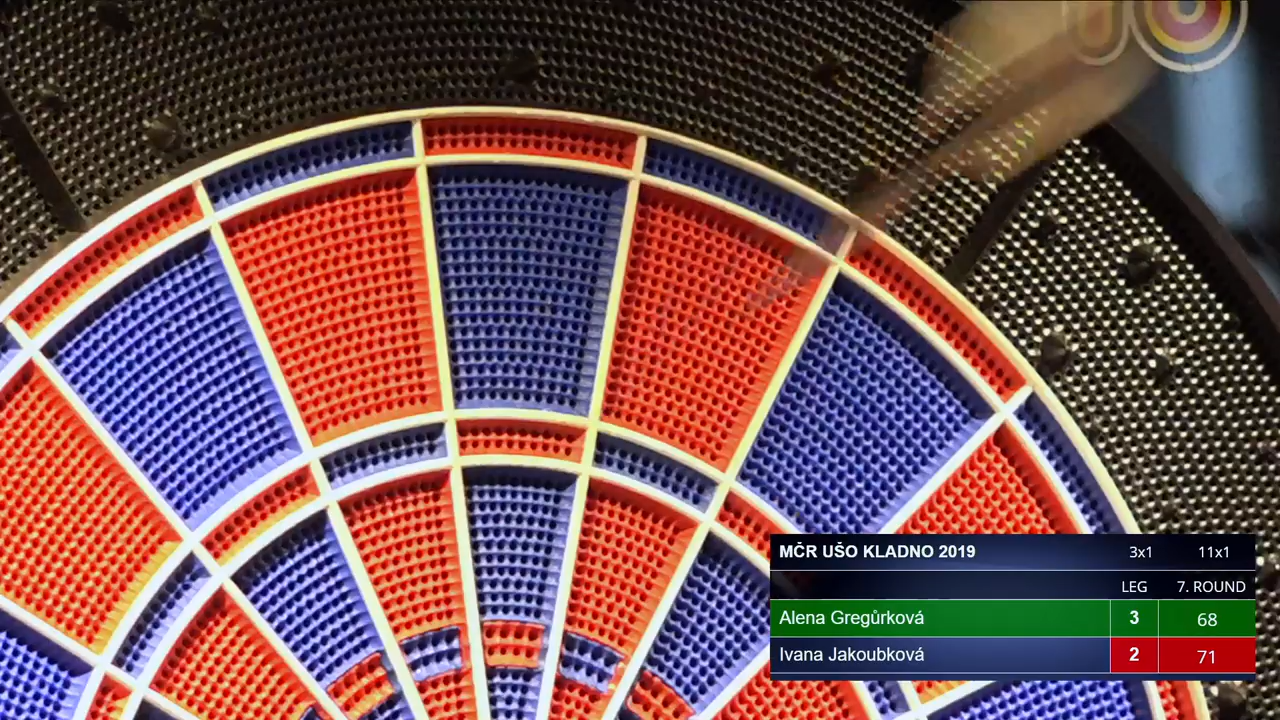 MČR UŠO KLADNO 2019 3x1 11x1
LEG 7. ROUND
Alena Gregůrková 3 68
Ivana Jakoubková 2 71